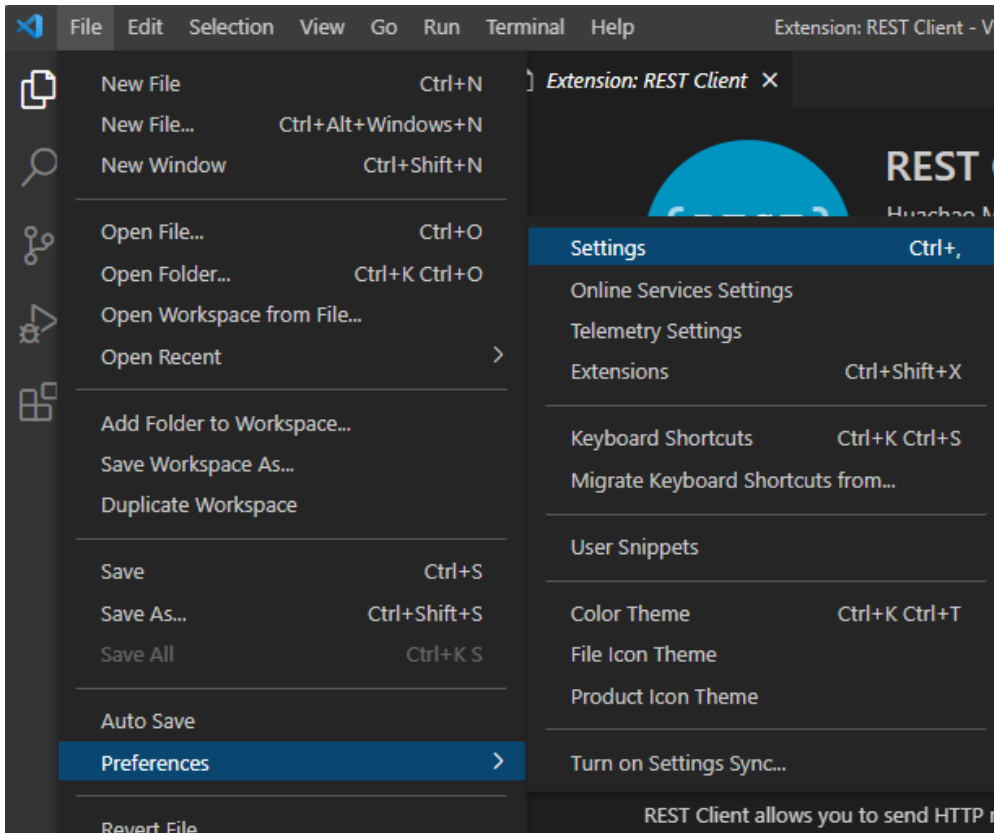 File Edit Selection View Go Run Terminal Help Extension: REST Client - V
Extension: REST Client
New File Ctrl+N
New File... Ctrl+Alt+Windows+N
New Window Ctrl+Shift+N
Open File... Ctrl+O
Open Folder... Ctrl+K Ctrl+O
Open Workspace from File...
Open Recent
Add Folder to Workspace...
Save Workspace As...
Duplicate Workspace
Save Ctrl+S
Save As... Ctrl+Shift+S
Save All Ctrl+K S
Auto Save
Preferences
Revert File
REST
Huachao M
Settings Ctrl+,
Online Services Settings
Telemetry Settings
Extensions Ctrl+Shift+X
Keyboard Shortcuts Ctrl+K Ctrl+S
Migrate Keyboard Shortcuts from...
User Snippets
Color Theme Ctrl+K Ctrl+T
File Icon Theme
Product Icon Theme
Turn on Settings Sync...
REST Client allows you to send HTTP